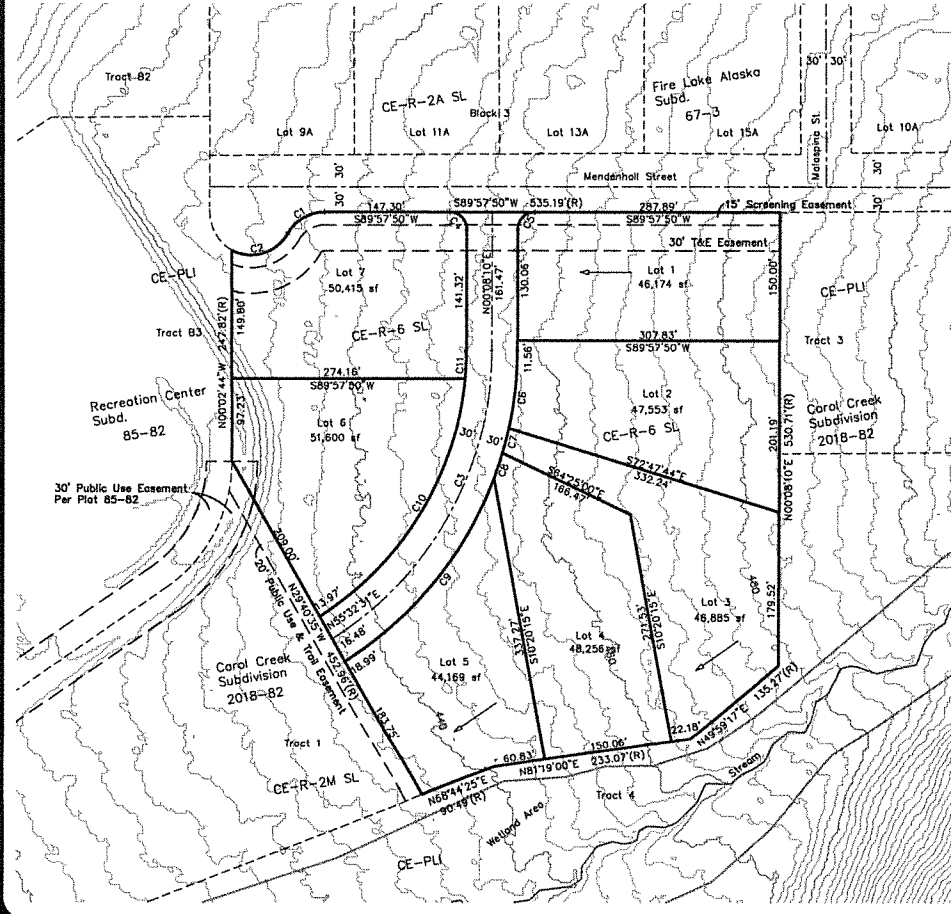 Tract B2
CE-R-2A SL
Block 3
Fire Lake Alaska
Subd.
67-3
30' 30'
Malaspina St.
Lot 9A
Lot 11A
Lot 13A
Lot 15A
Lot 10A
30'
30'
30'
30'
Mendenhall Street
S89°57'50"W 535.19'(R)
C1
147.30'
S89°57'50"W
C5
287.89'
S89°57'50"W
15' Screening Easement
C2
30' T&E Easement
CE-PLI
Lot 7
50,415 sf
141.32'
N00°08'10"E
161.47'
130.06'
Lot 1
46,174 sf
150.00'
CE-PLI
N00°02'44"W 247.82'(R)
149.80'
Tract B3
CE-R-6 SL
307.83'
S89°57'50"W
Tract 3
274.16'
S89°57'50"W
C11
11.56'
Recreation Center
Subd.
85-82
97.23'
Lot 6
51,600 sf
C6
Lot 2
47,553 sf
CE-R-6 SL
201.19'
Carol Creek
Subdivision
2018-82
N00°08'10"E 530.71'(R)
30' 30'
C7
C8
C3
S72°47'44"E
332.24'
S64°25'00"E
166.47'
30' Public Use Easement
Per Plat 85-82
C10
209.00'
20' Public Use & Trail Easement
N29°40'35"W 452.96'(R)
N55°32'31"E
16.48'
18.99'
C9
337.27'
S10°20'15"E
271.53'
S10°20'15"E
460
179.52'
Lot 3
46,885 sf
Lot 4
48,256 sf
Lot 5
44,169 sf
Carol Creek
Subdivision
2018-82
183.75'
440
Tract 1
CE-R-2M SL
60.83'
150.06'
22.18'
N81°19'00"E 233.07'(R)
N49°59'17"E 135.27'(R)
N68°44'25"E
90.49'(R)
Stream
Wetland Area
Tract 4
CE-PLI